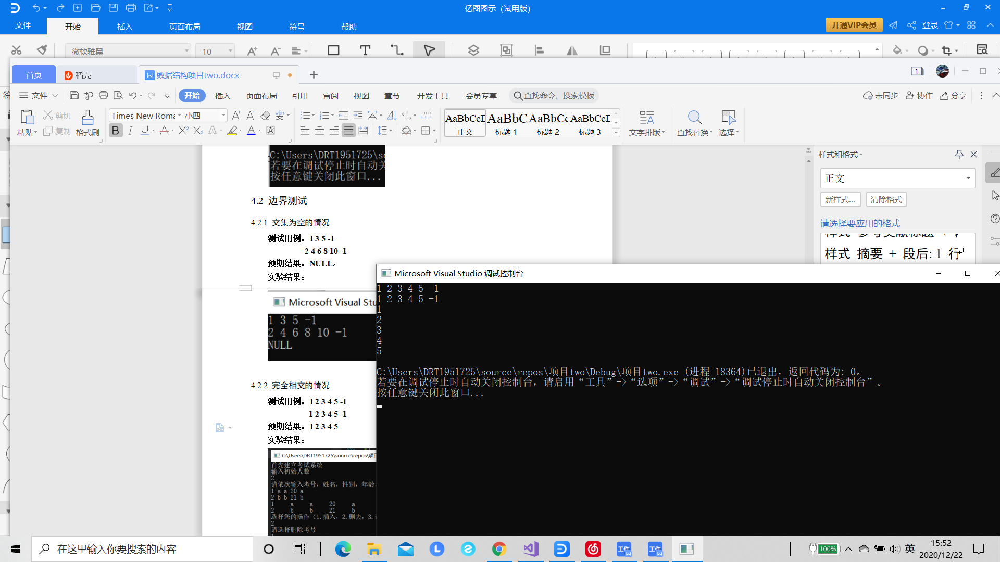 亿图图示（试用版）
文件 开始 插入 页面布局 视图 符号 帮助
开通VIP会员 登录
微软雅黑 10
首页 稻壳 数据结构项目two.docx
文件 开始 插入 页面布局 引用 审阅 视图 章节 开发工具 会员专享 查找命令、搜索模板 未同步 协作 分享
粘贴 剪切 复制 格式刷 Times New Roma 小四
AaBbCcD AaBbC AaBbCc AaBbCcD
正文 标题 1 标题 2 标题 3 文字排版 查找替换 选择
样式和格式
正文
新样式... 清除格式
请选择要应用的格式
样式 参考文献标题 +
样式 摘要 + 段后: 1 行
C:\Users\DRT1951725\so
若要在调试停止时自动关
按任意键关闭此窗口...
4.2 边界测试
4.2.1 交集为空的情况
测试用例：1 3 5 -1
2 4 6 8 10 -1
预期结果：NULL。
实验结果：
Microsoft Visual Stu
1 3 5 -1
2 4 6 8 10 -1
NULL
4.2.2 完全相交的情况
测试用例：1 2 3 4 5 -1
1 2 3 4 5 -1
预期结果：1 2 3 4 5
实验结果：
C:\Users\DRT1951725\source\repos\项目
首先建立考试系统
输入初始人数
2
请依次输入考号，姓名，性别，年龄，
1 a a 20 a
2 b b 21 b
1 a a 20 a
2 b b 21 b
选择您的操作（1.插入，2.删去，3.
2
请选择删除考号
1
Microsoft Visual Studio 调试控制台
1 2 3 4 5 -1
1 2 3 4 5 -1
1
2
3
4
5
C:\Users\DRT1951725\source\repos\项目two\Debug\项目two.exe (进程 18364)已退出，返回代码为: 0。
若要在调试停止时自动关闭控制台，请启用“工具”->“选项”->“调试”->“调试停止时自动关闭控制台”。
按任意键关闭此窗口...
在这里输入你要搜索的内容
100% 英 15:52
2020/12/22